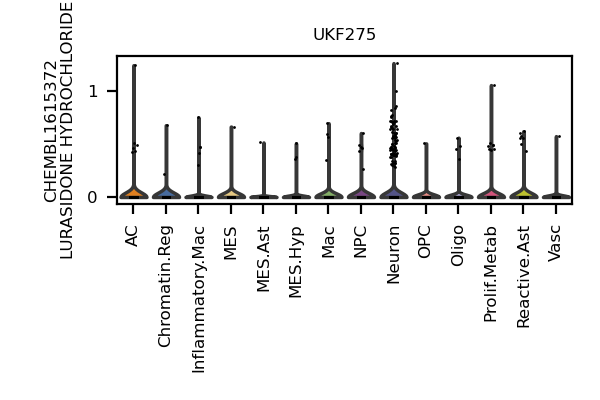 UKF275
CHEMBL1615372
LURASIDONE HYDROCHLORIDE
1
0
AC
Chromatin.Reg
Inflammatory.Mac
MES
MES.Ast
MES.Hyp
Mac
NPC
Neuron
OPC
Oligo
Prolif.Metab
Reactive.Ast
Vasc